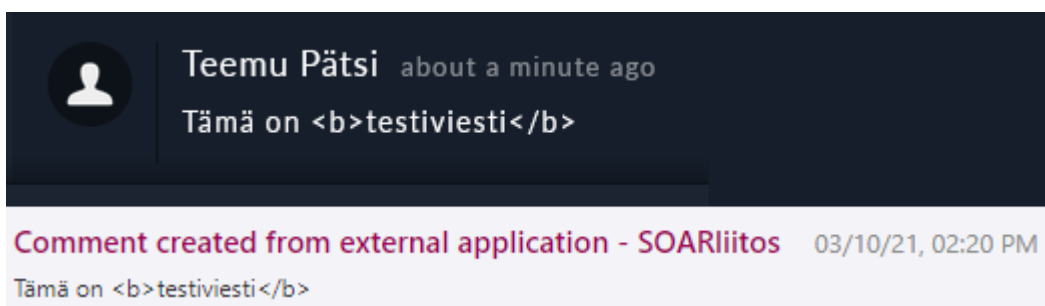 Teemu Pätsi about a minute ago
Tämä on <b>testiviesti</b>
Comment created from external application - SOARliitos 03/10/21, 02:20 PM
Tämä on <b>testiviesti</b>